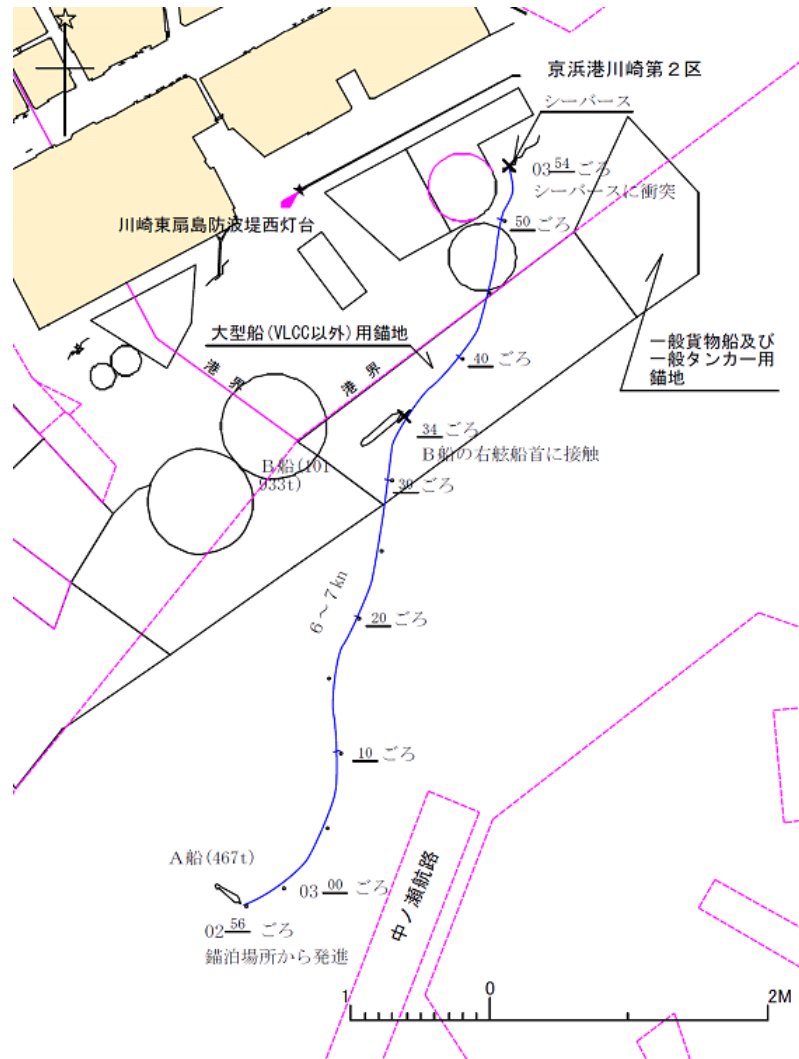 京浜港川崎第２区
シーバース
03 54 ごろ
シーバースに衝突
川崎東扇島防波堤西灯台
50 ごろ
大型船(VLCC以外)用錨地
一般貨物船及び
一般タンカー用
錨地
40 ごろ
港界
港界
34 ごろ
Ｂ船の右舷船首に接触
Ｂ船(101
933t)
30 ごろ
６～７kn
20 ごろ
10 ごろ
Ａ船(467t)
03 00 ごろ
02 56 ごろ
錨泊場所から発進
中ノ瀬航路
1
0
2M